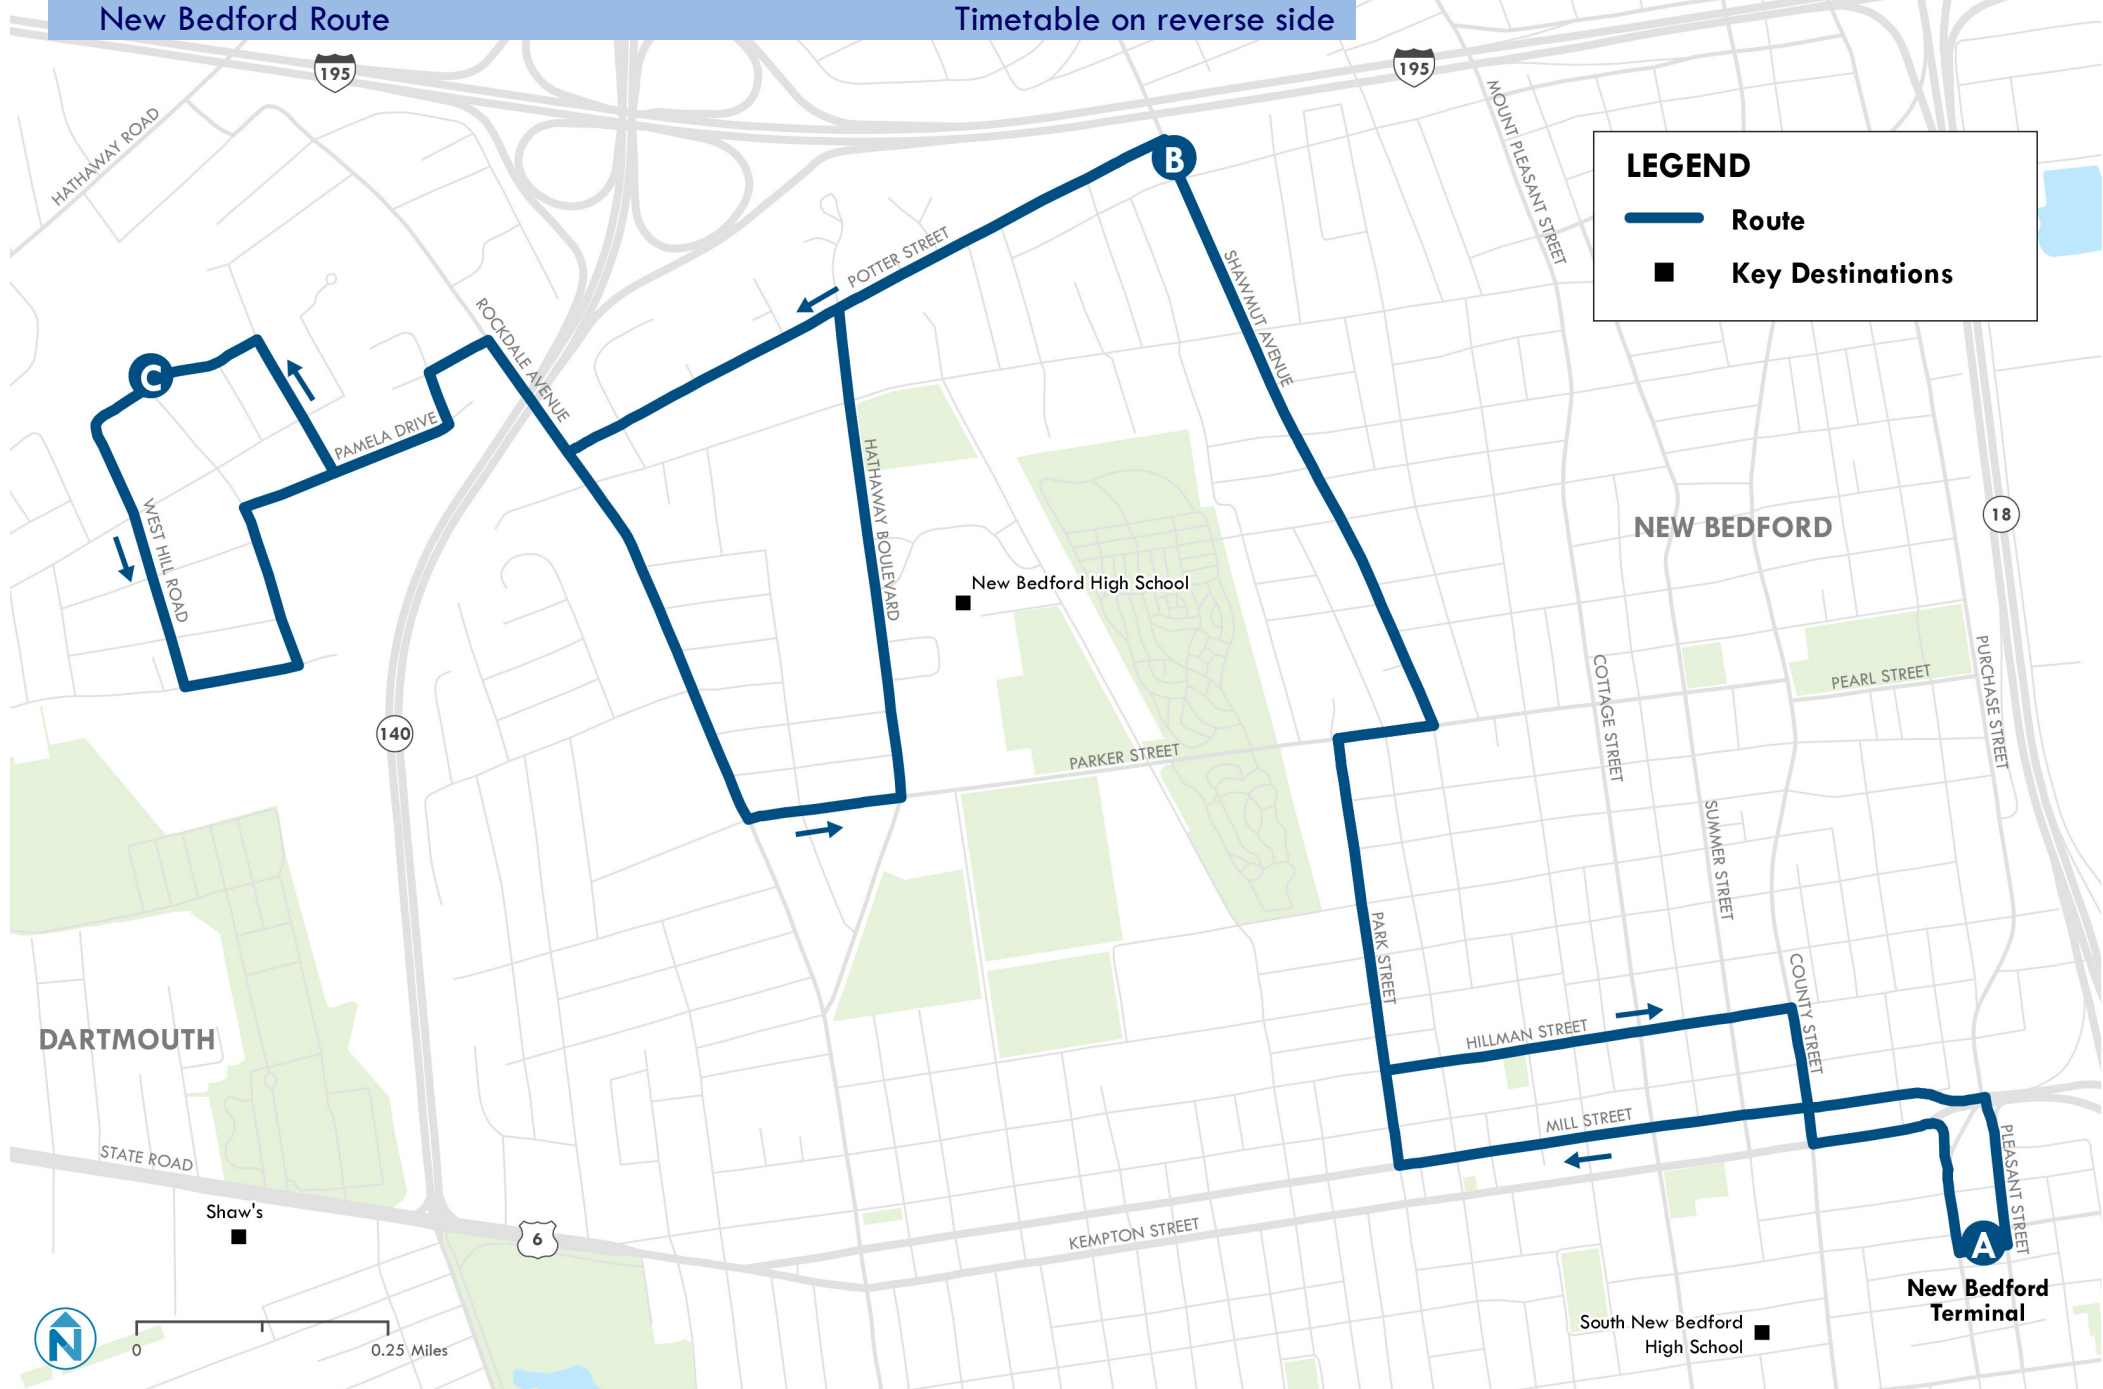 New Bedford Route
Timetable on reverse side
195
195
HATHAWAY ROAD
MOUNT PLEASANT STREET
B
LEGEND
Route
Key Destinations
POTTER STREET
SHAWMUT AVENUE
ROCKDALE AVENUE
C
PAMELA DRIVE
HATHAWAY BOULEVARD
WEST HILL ROAD
NEW BEDFORD
18
New Bedford High School
COTTAGE STREET
PEARL STREET
PURCHASE STREET
140
PARKER STREET
SUMMER STREET
PARK STREET
COUNTY STREET
DARTMOUTH
HILLMAN STREET
MILL STREET
STATE ROAD
PLEASANT STREET
Shaw's
6
KEMPTON STREET
A
New Bedford
Terminal
South New Bedford
High School
N
0
0.25 Miles